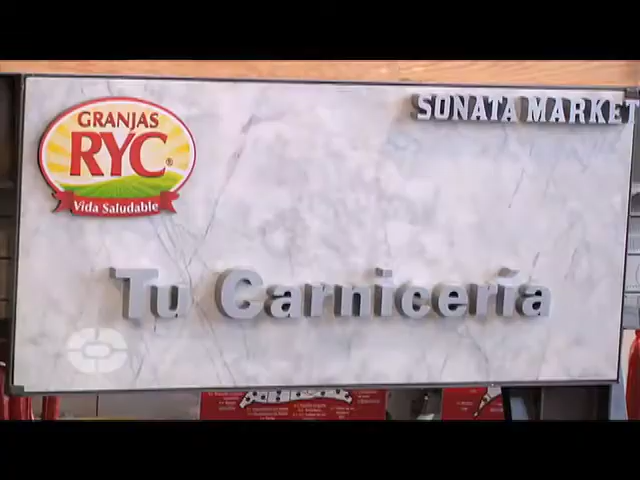 GRANJAS
RYC®
Vida Saludable
SONATA MARKET
Tu Carnicería